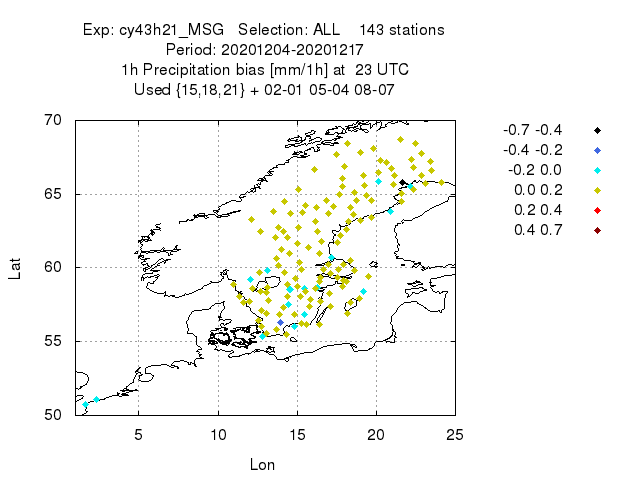 Exp: cy43h21_MSG   Selection: ALL    143 stations
Period: 20201204-20201217
1h Precipitation bias [mm/1h] at  23 UTC
Used {15,18,21} + 02-01 05-04 08-07
70
65
60
55
50
Lat
5
10
15
20
25
Lon
-0.7 -0.4
-0.4 -0.2
-0.2 0.0
0.0 0.2
0.2 0.4
0.4 0.7